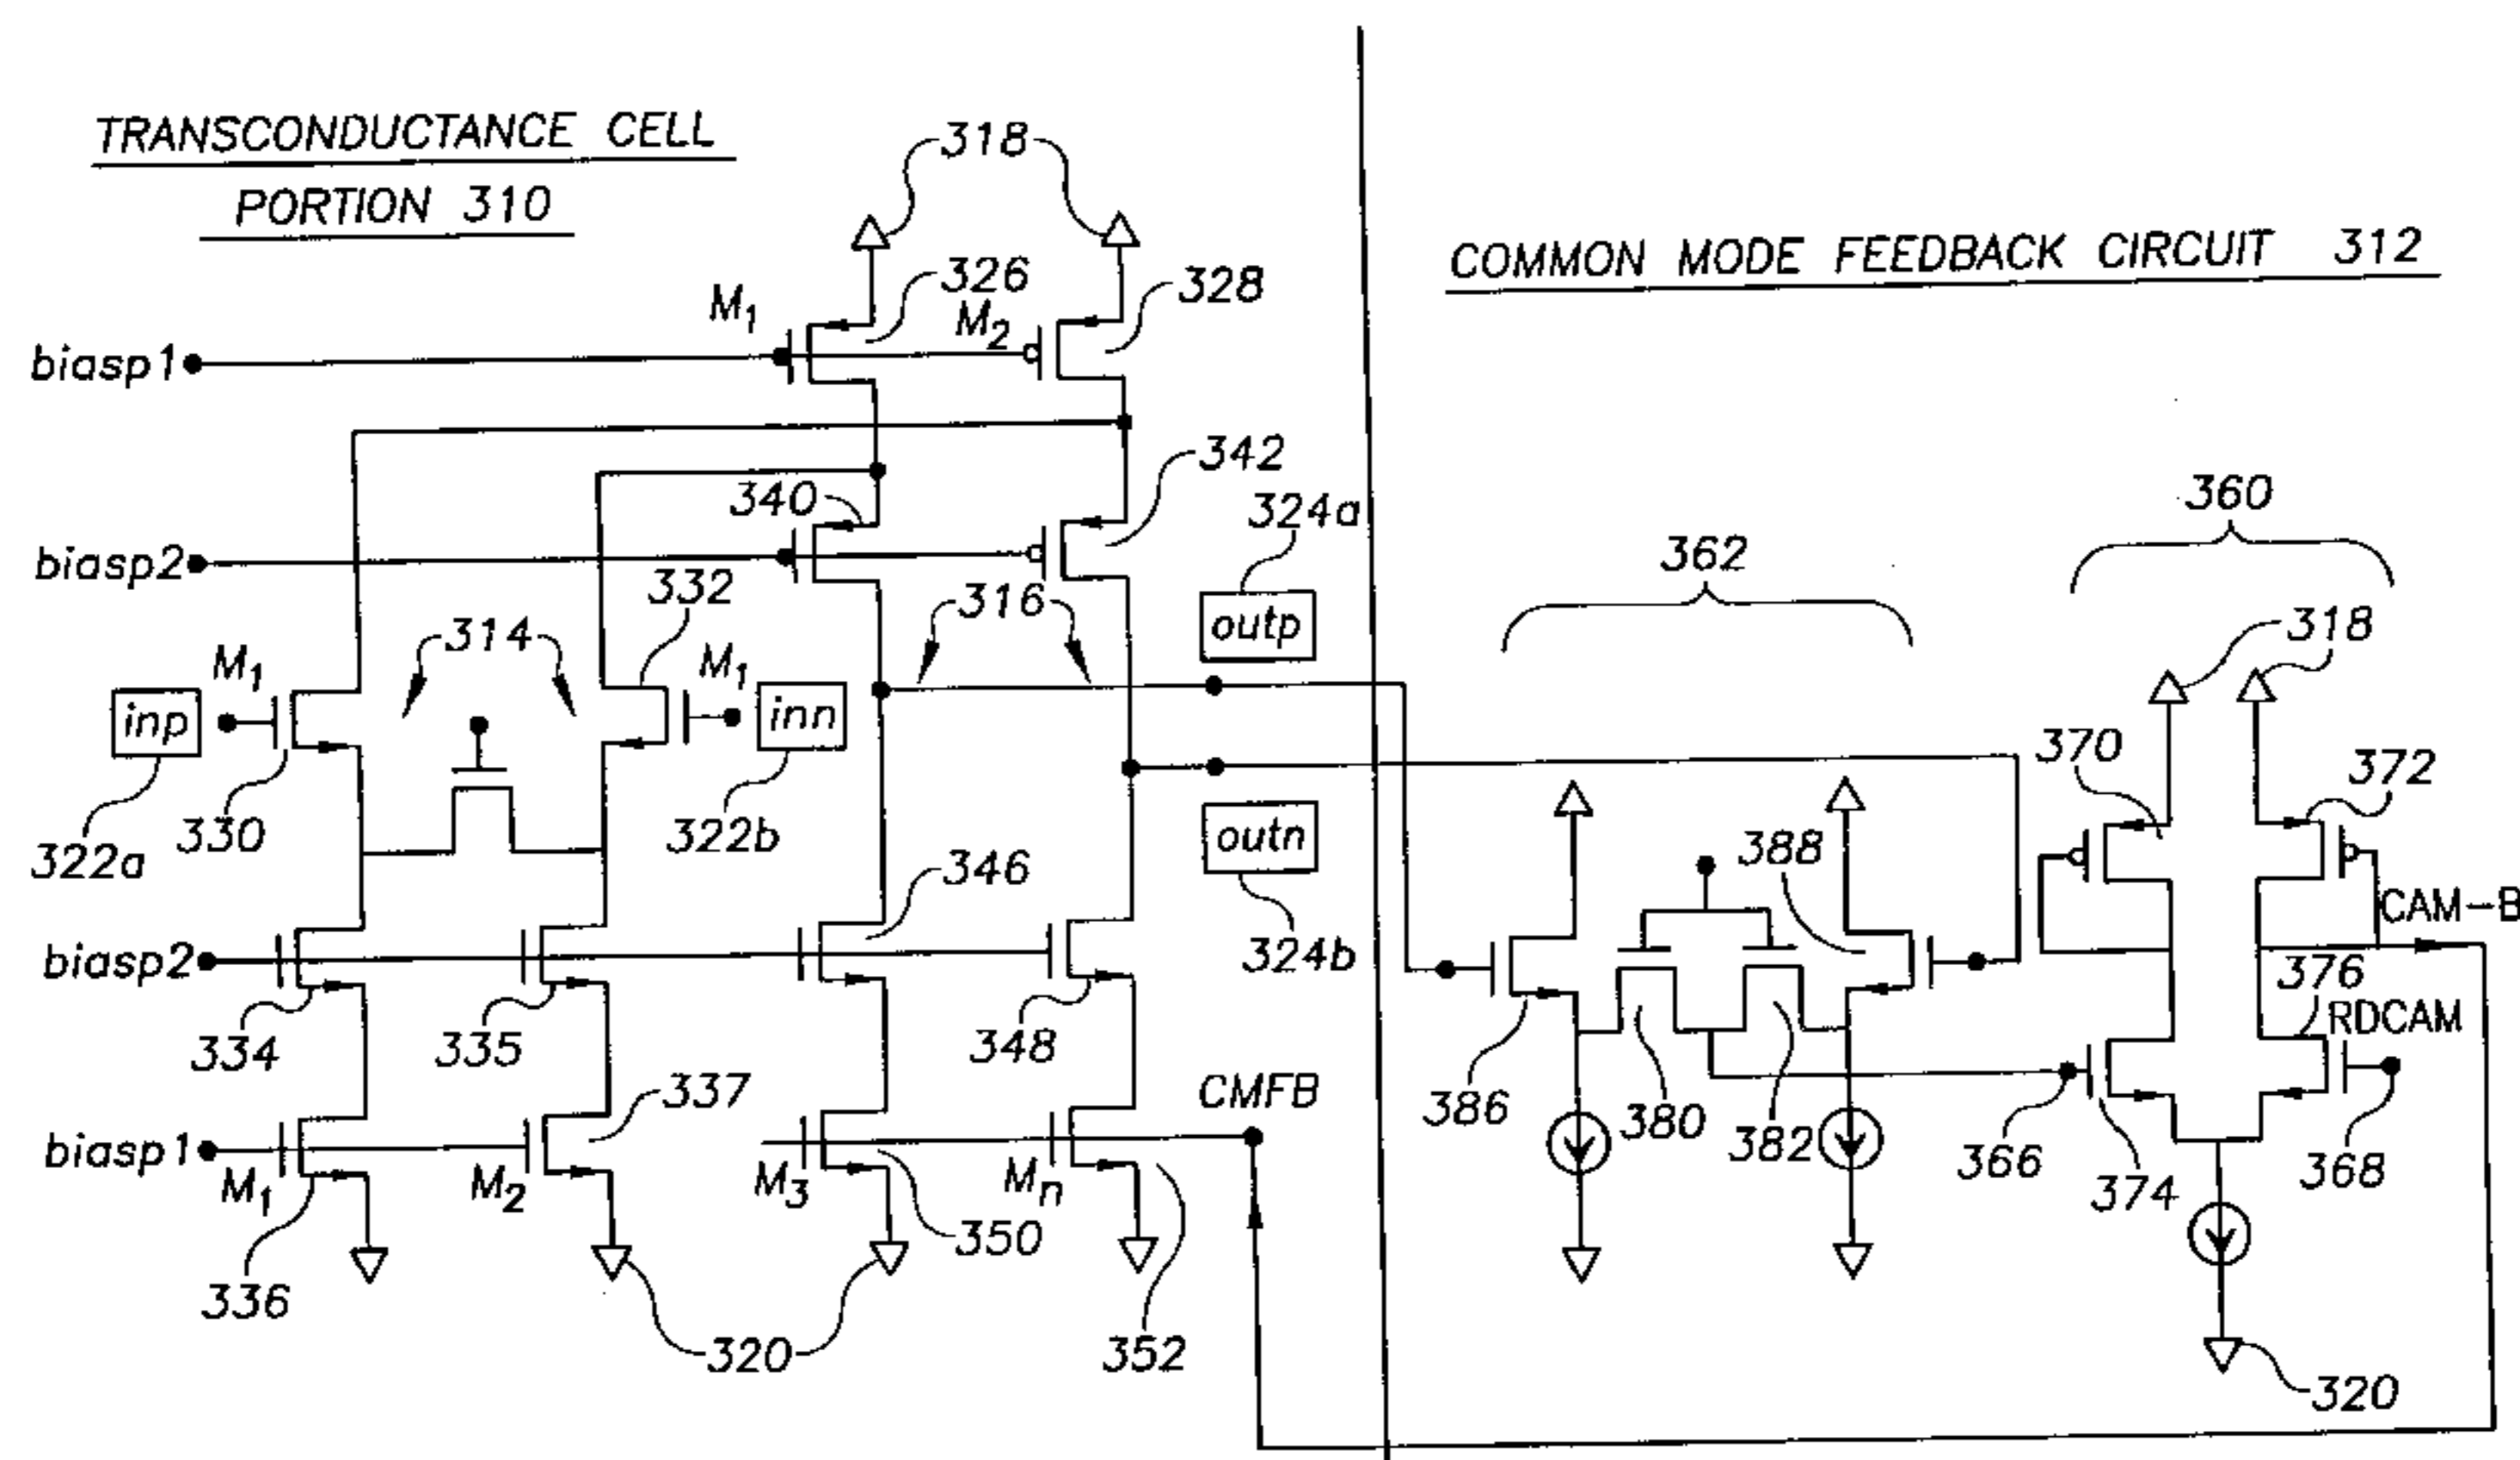 TRANSCONDUCTANCE CELL
PORTION 310
COMMON MODE FEEDBACK CIRCUIT 312
318
326
328
M1
M2
biasp1
342
340
324a
360
362
biasp2
332
316
outp
318
314
M1
M1
inp
inn
370
372
330
322b
outn
388
322a
346
CAM-B
biasp2
324b
376
RDCAM
334
335
348
337
CMFB
386
380
382
366
374
368
biasp1
M1
M2
M3
Mn
350
336
320
352
320